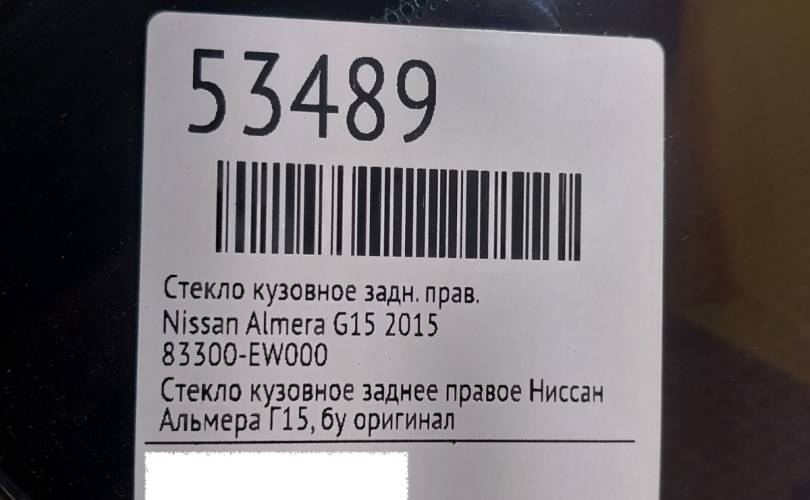 53489
Стекло кузовное задн. прав.
Nissan Almera G15 2015
83300-EW000
Стекло кузовное заднее правое Ниссан
Альмера Г15, бу оригинал